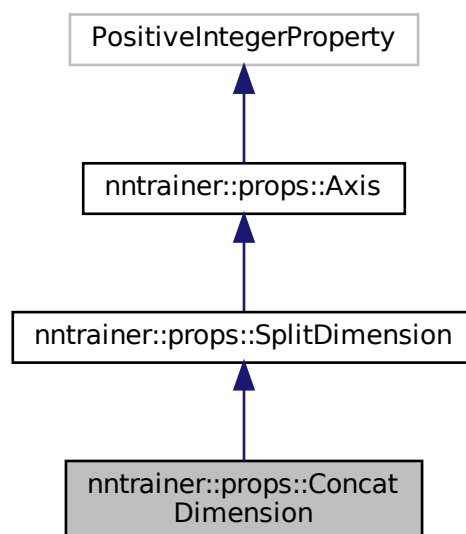 PositiveIntegerProperty
nntrainer::props::Axis
nntrainer::props::SplitDimension
nntrainer::props::Concat
Dimension